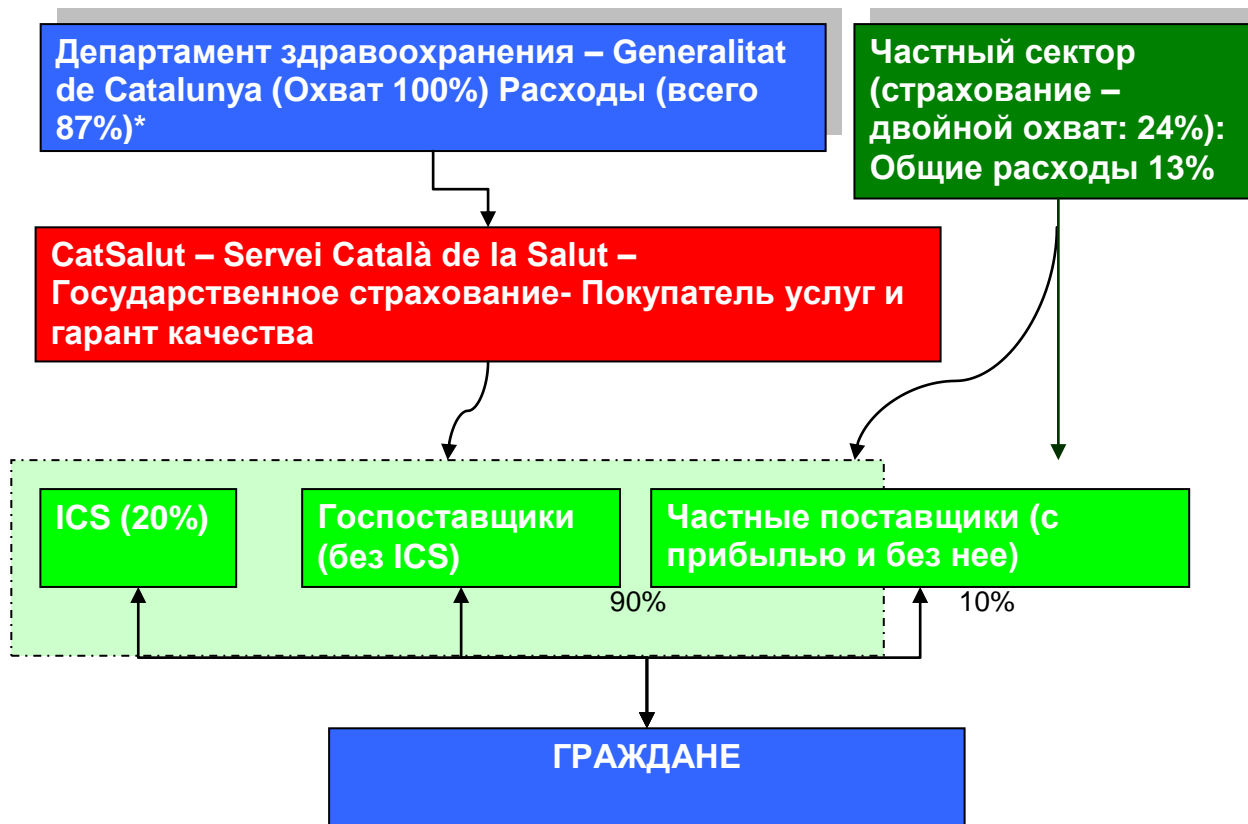 Департамент здравоохранения – Generalitat
de Catalunya (Охват 100%) Расходы (всего
87%)*
Частный сектор
(страхование –
двойной охват: 24%):
Общие расходы 13%
CatSalut – Servei Català de la Salut –
Государственное страхование- Покупатель услуг и
гарант качества
ICS (20%)
Госпоставщики
(без ICS)
Частные поставщики (с
прибылью и без нее)
90%
10%
ГРАЖДАНЕ